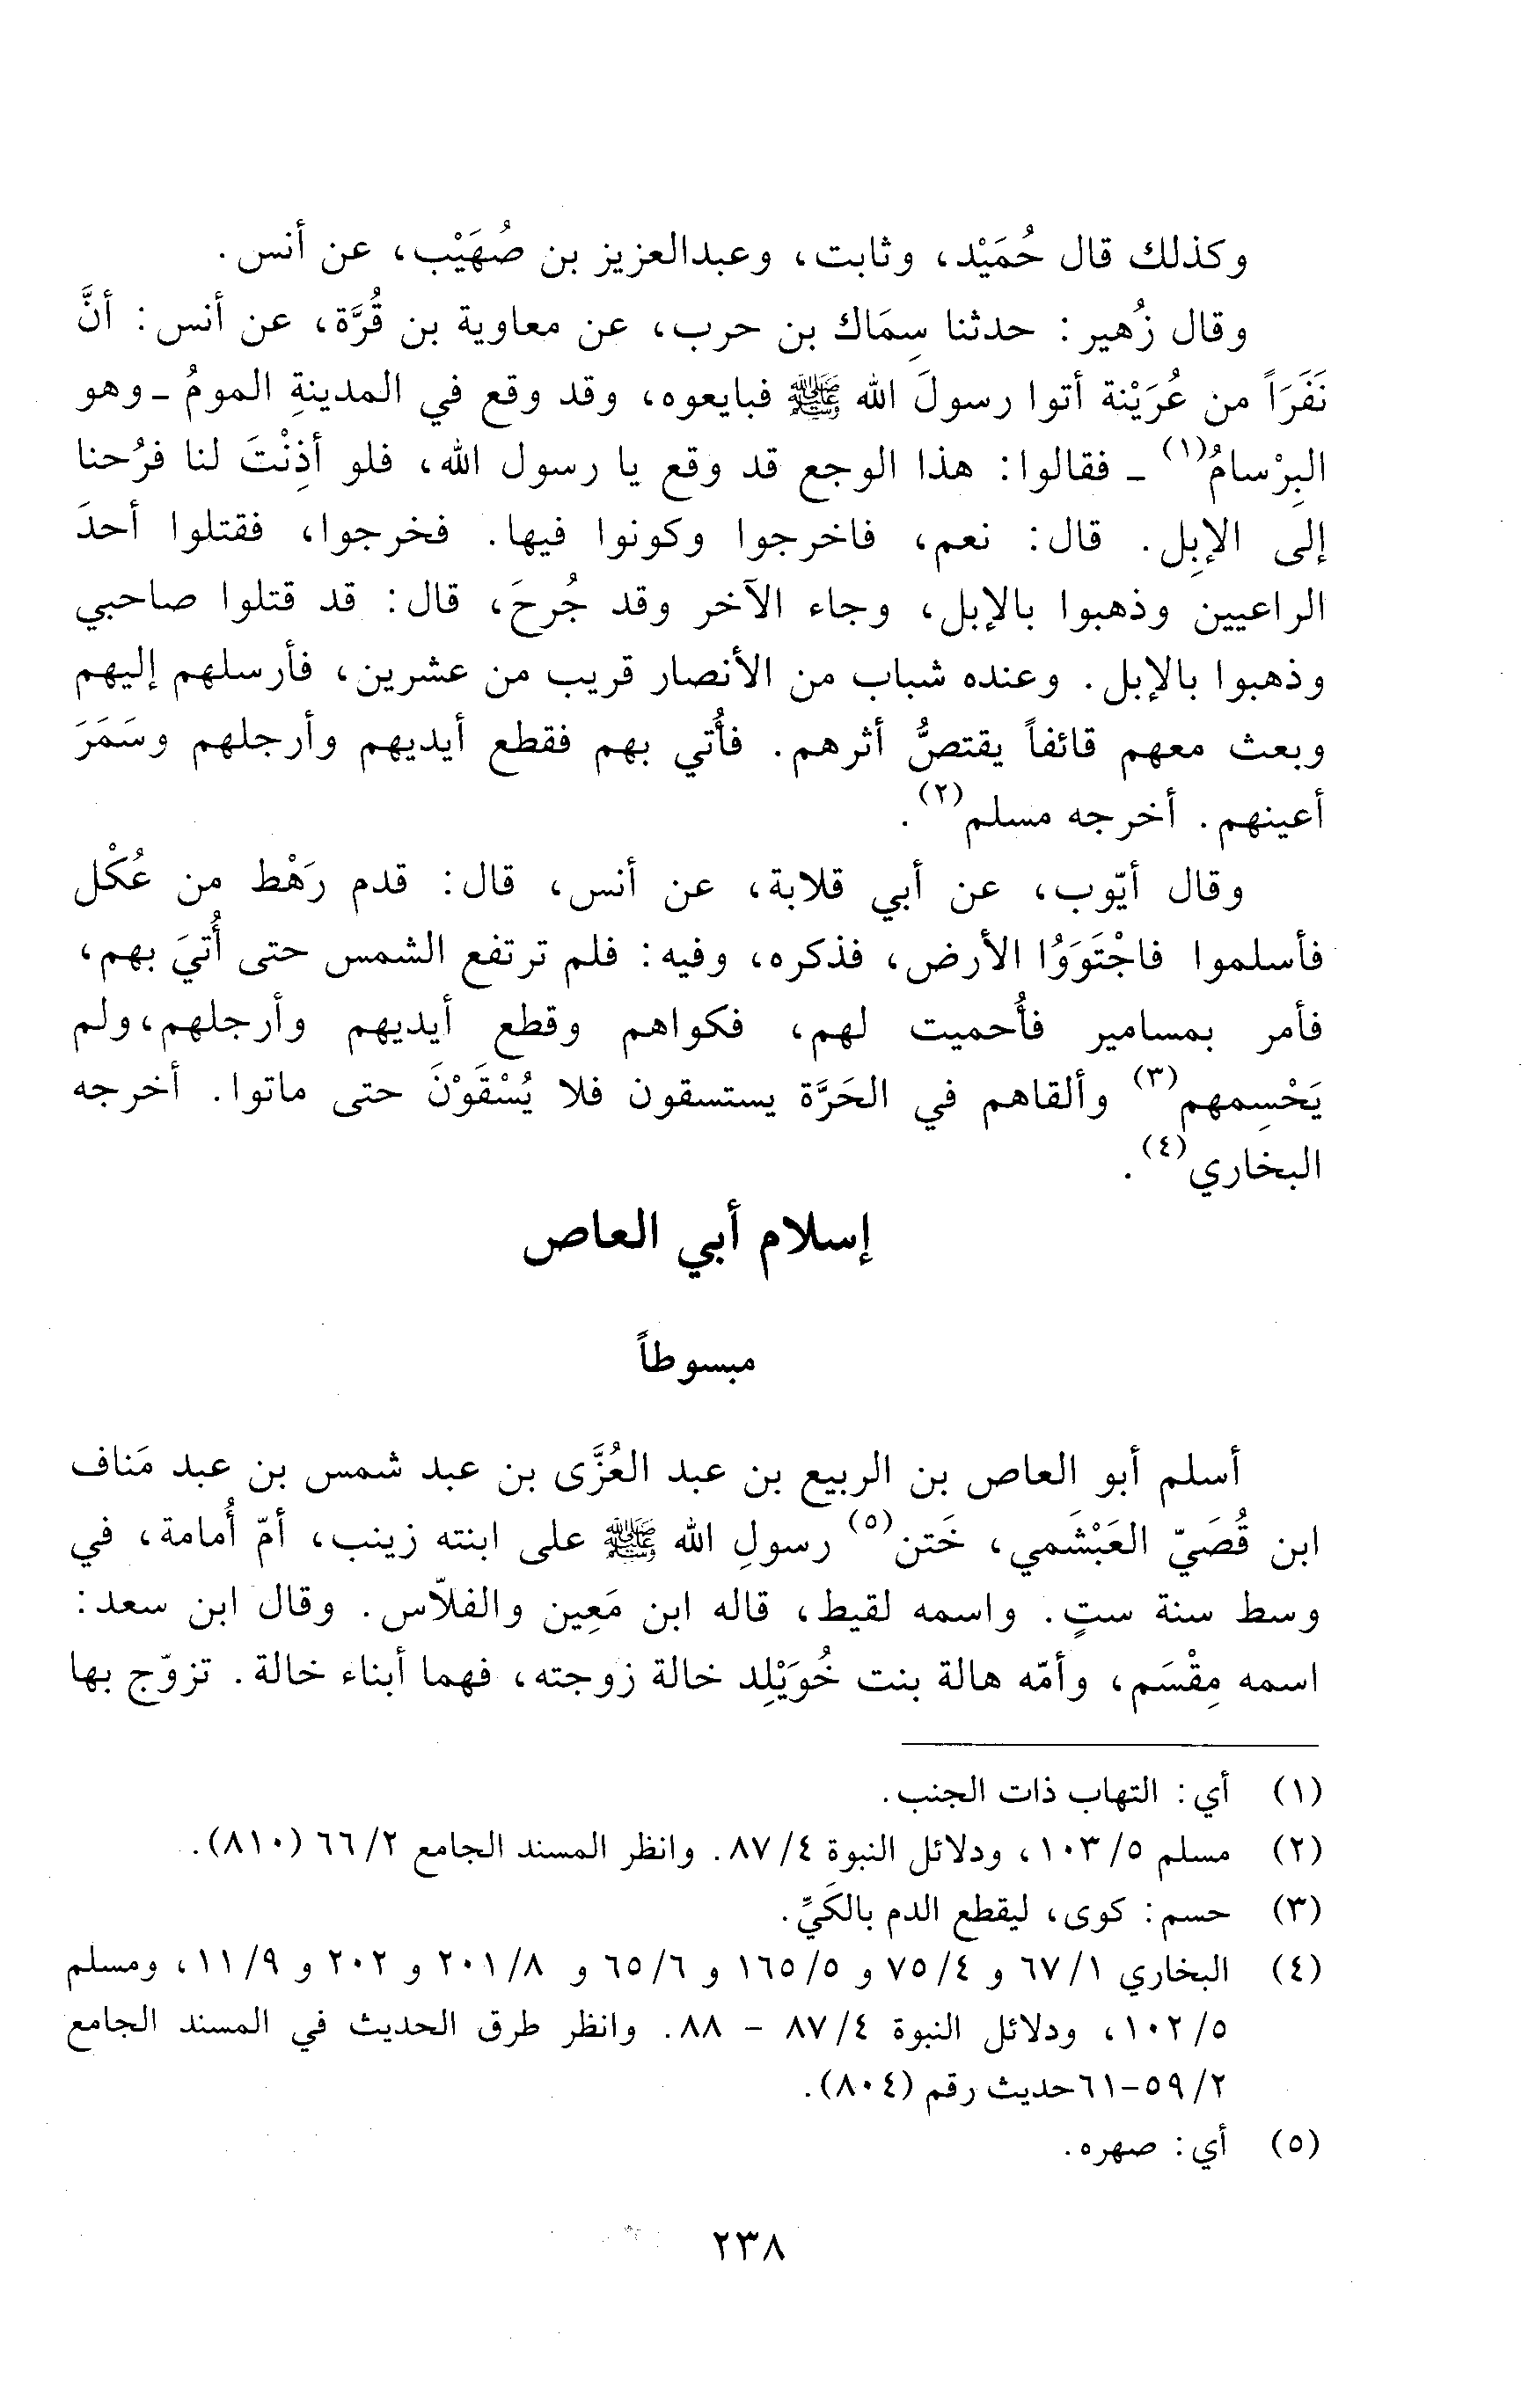 وكذلك قال حُمَيْد، وثابت، وعبدالعزيز بن صُهَيْب، عن أنس.
وقال زُهير: حدثنا سِمَاك بن حرب، عن معاوية بن قُرَّة، عن أنس: أنَّ
نَفَرَاً من عُرَيْنة أتوا رسولَ الله ﷺ فبايعوه، وقد وقع في المدينةِ المومُ ـ وهو
البِرْسامُ(١) ـ فقالوا: هذا الوجع قد وقع يا رسول الله، فلو أذِنْتَ لنا فرُحنا
إلى الإبِل. قال: نعم، فاخرجوا وكونوا فيها. فخرجوا، فقتلوا أحدَ
الراعيين وذهبوا بالإبل، وجاء الآخر وقد جُرحَ، قال: قد قتلوا صاحبي
وذهبوا بالإبل. وعنده شباب من الأنصار قريب من عشرين، فأرسلهم إليهم
وبعث معهم قائفاً يقتصُّ أثرهم. فأُتي بهم فقطع أيديهم وأرجلهم وسَمَرَ
أعينهم. أخرجه مسلم(٢).
وقال أيّوب، عن أبي قلابة، عن أنس، قال: قدم رَهْط من عُكْل
فأسلموا فاجْتَوَوُا الأرض، فذكره، وفيه: فلم ترتفع الشمس حتى أُتيَ بهم،
فأمر بمسامير فأُحميت لهم، فكواهم وقطع أيديهم وأرجلهم،ولم
يَحْسِمهم(٣) وألقاهم في الحَرَّة يستسقون فلا يُسْقَوْنَ حتى ماتوا. أخرجه
البخاري(٤).
إسلام أبي العاص
مبسوطاً
أسلم أبو العاص بن الربيع بن عبد العُزَّى بن عبد شمس بن عبد مَناف
ابن قُصَيّ العَبْشَمي، خَتن(٥) رسولِ الله ﷺ على ابنته زينب، أمّ أُمامة، في
وسط سنة ستٍ. واسمه لقيط، قاله ابن مَعِين والفلاّس. وقال ابن سعد:
اسمه مِقْسَم، وأمّه هالة بنت خُوَيْلِد خالة زوجته، فهما أبناء خالة. تزوّج بها
(١) أي: التهاب ذات الجنب.
(٢) مسلم ٥/ ١٠٣، ودلائل النبوة ٤/ ٨٧. وانظر المسند الجامع ٢/ ٦٦ (٨١٠).
(٣) حسم: كوى، ليقطع الدم بالكَيِّ.
(٤) البخاري ١/ ٦٧ و ٤/ ٧٥ و ٥/ ١٦٥ و ٦/ ٦٥ و ٨/ ٢٠١ و ٢٠٢ و ٩/ ١١، ومسلم
٥/ ١٠٢، ودلائل النبوة ٤/ ٨٧ - ٨٨. وانظر طرق الحديث في المسند الجامع
٢/ ٥٩-٦١حديث رقم (٨٠٤).
(٥) أي: صهره.
٢٣٨